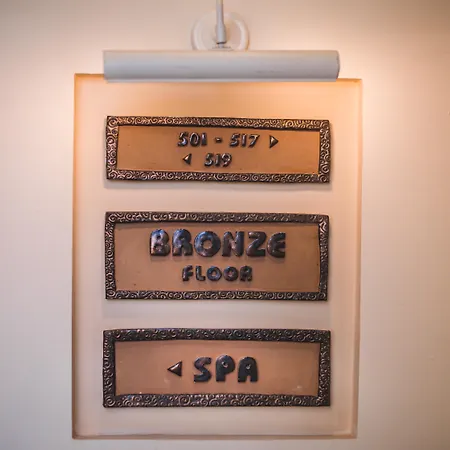 501 - 517 ▷
◄ 519
BRONZE
FLOOR
◄ SPA